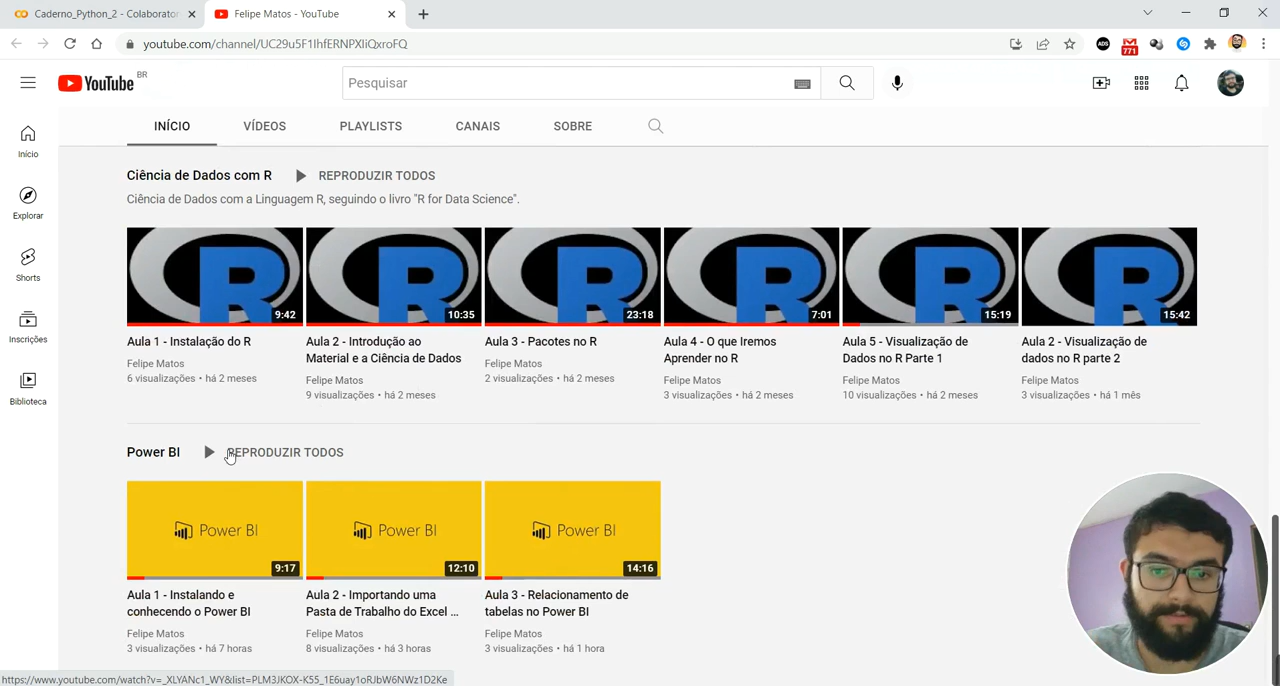 Caderno_Python_2 - Colaborator
Felipe Matos - YouTube
youtube.com/channel/UC29u5F1IhfERNPXIiQxroFQ
ADS
771
YouTube BR
Pesquisar
Início
Explorar
Shorts
Inscrições
Biblioteca
INÍCIO VÍDEOS PLAYLISTS CANAIS SOBRE
Ciência de Dados com R REPRODUZIR TODOS
Ciência de Dados com a Linguagem R, seguindo o livro "R for Data Science".
R R R R R R
9:42 10:35 23:18 7:01 15:19 15:42
Aula 1 - Instalação do R
Felipe Matos
6 visualizações • há 2 meses
Aula 2 - Introdução ao
Material e a Ciência de Dados
Felipe Matos
9 visualizações • há 2 meses
Aula 3 - Pacotes no R
Felipe Matos
2 visualizações • há 2 meses
Aula 4 - O que Iremos
Aprender no R
Felipe Matos
3 visualizações • há 2 meses
Aula 5 - Visualização de
Dados no R Parte 1
Felipe Matos
10 visualizações • há 2 meses
Aula 2 - Visualização de
dados no R parte 2
Felipe Matos
3 visualizações • há 1 mês
Power BI REPRODUZIR TODOS
Power BI Power BI Power BI
9:17 12:10 14:16
Aula 1 - Instalando e
conhecendo o Power BI
Felipe Matos
3 visualizações • há 7 horas
Aula 2 - Importando uma
Pasta de Trabalho do Excel ...
Felipe Matos
8 visualizações • há 3 horas
Aula 3 - Relacionamento de
tabelas no Power BI
Felipe Matos
3 visualizações • há 1 hora
https://www.youtube.com/watch?v=_XLYANc1_WY&list=PLM3JKOX-K55_1E6uay1oRJbW6NWz1D2Ke